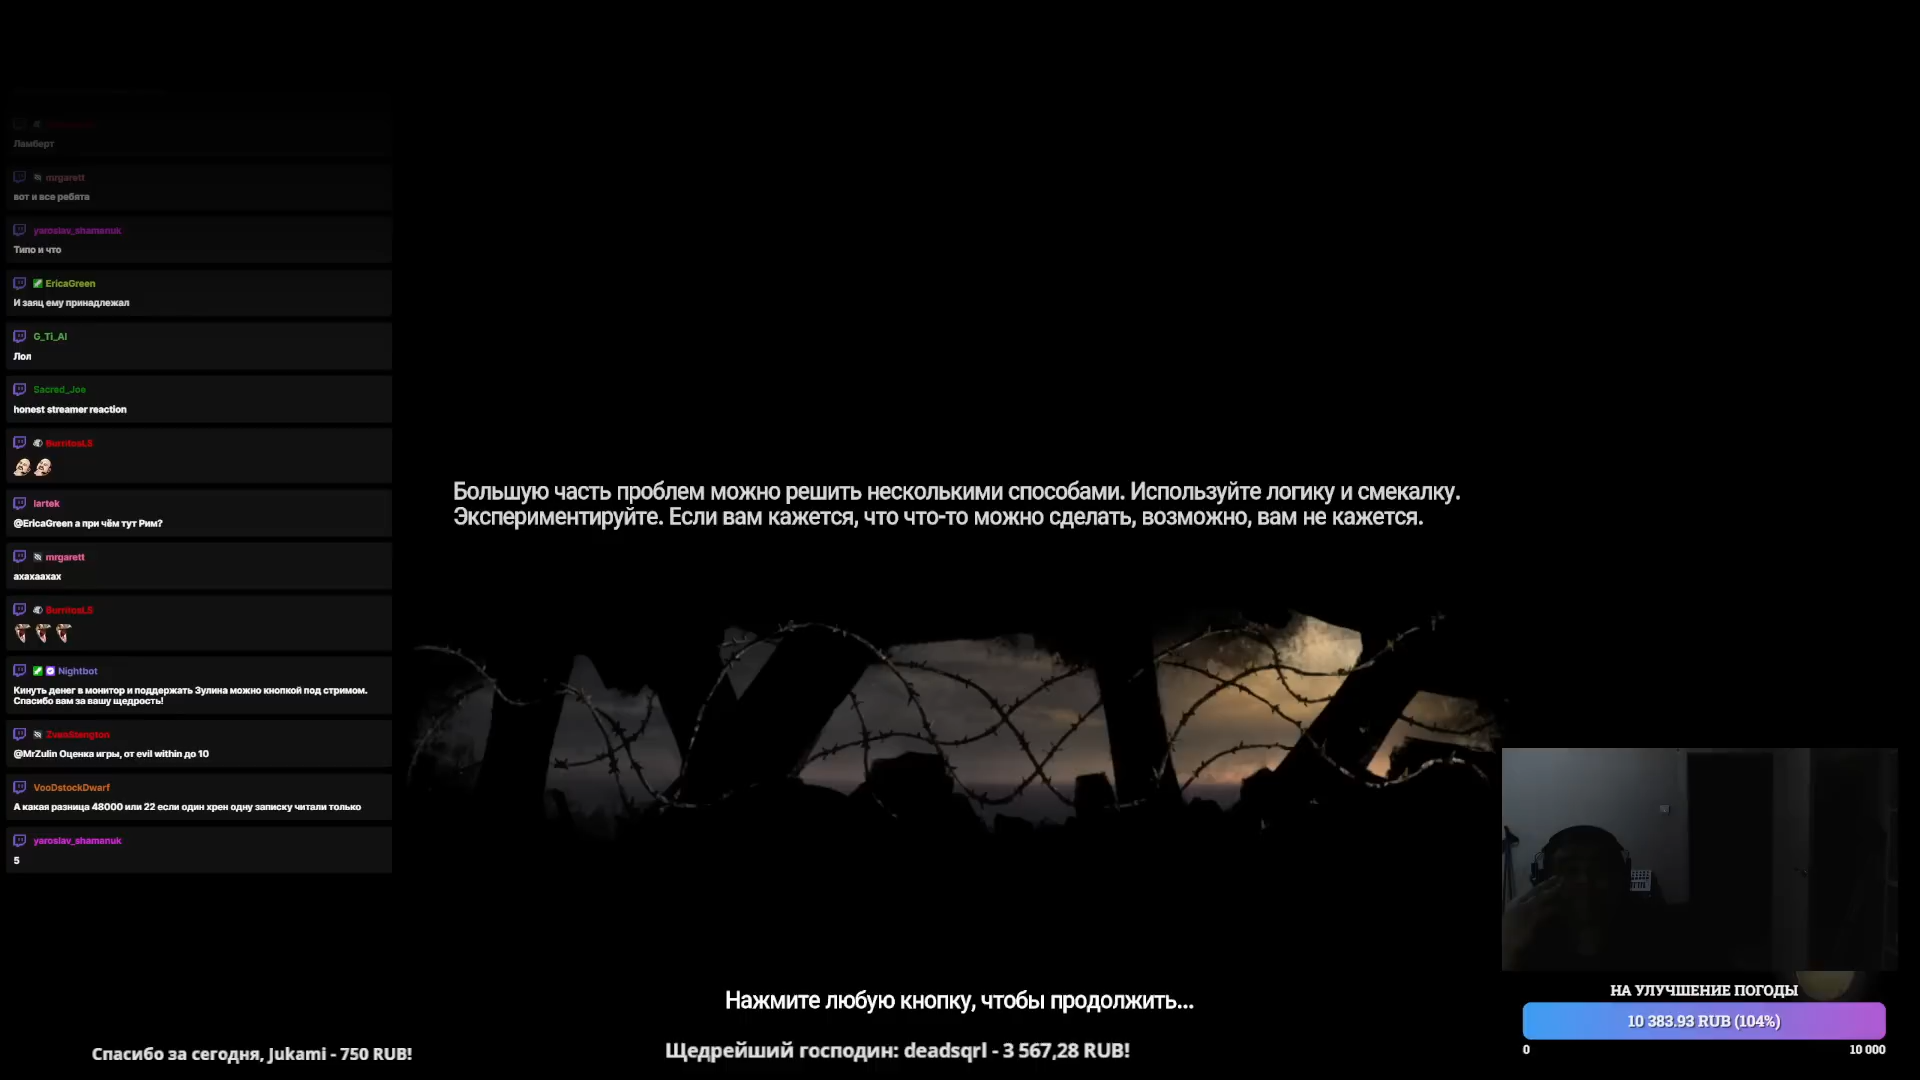 Ламберт
mrgarett
вот и все ребята
yaroslav_shamanuk
Типо и что
EricaGreen
И заяц ему принадлежал
G_Ti_Al
Лол
Sacred_Joe
honest streamer reaction
BurritosLS
lartek
@EricaGreen а при чём тут Рим?
mrgarett
ахахаахах
BurritosLS
Nightbot
Кинуть денег в монитор и поддержать Зулина можно кнопкой под стримом.
Спасибо вам за вашу щедрость!
@MrZulin Оценка игры, от evil within до 10
VooDstockDwarf
А какая разница 48000 или 22 если один хрен одну записку читали только
yaroslav_shamanuk
5
Большую часть проблем можно решить несколькими способами. Используйте логику и смекалку.
Экспериментируйте. Если вам кажется, что что-то можно сделать, возможно, вам не кажется.
Нажмите любую кнопку, чтобы продолжить...
НА УЛУЧШЕНИЕ ПОГОДЫ
10 383.93 RUB (104%)
0
10 000
Спасибо за сегодня, Jukami - 750 RUB!
Щедрейший господин: deadsqrl - 3 567,28 RUB!